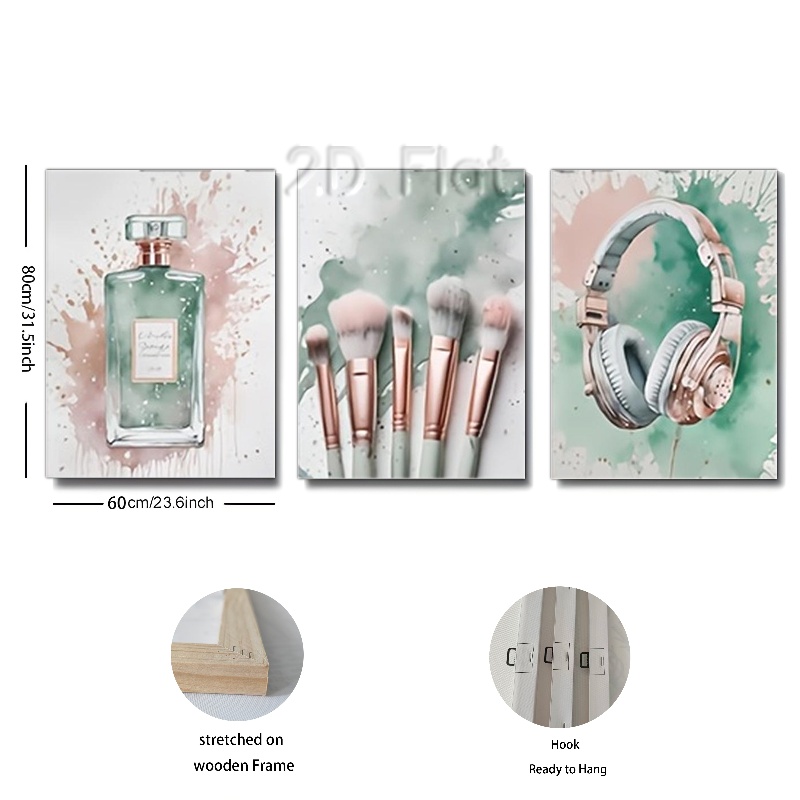 2D Flat
80cm/31.5inch
60cm/23.6inch
stretched on
wooden Frame
Hook
Ready to Hang